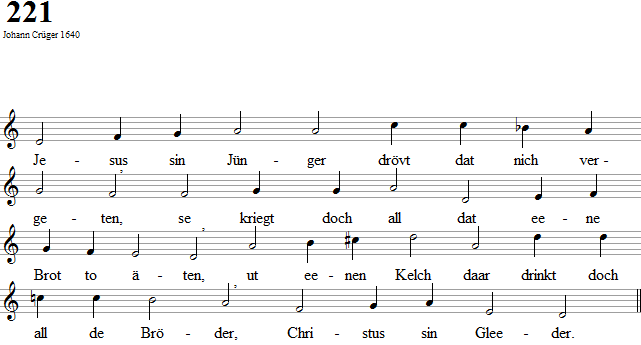 221
Johann Crüger 1640
Je - sus sin Jün - ger drövt dat nich ver-
ge - ten, se kriegt doch all dat ee - ne
Brot to ä - ten, ut ee - nen Kelch daar drinkt doch
all de Brö - der, Chri - stus sin Glee - der.